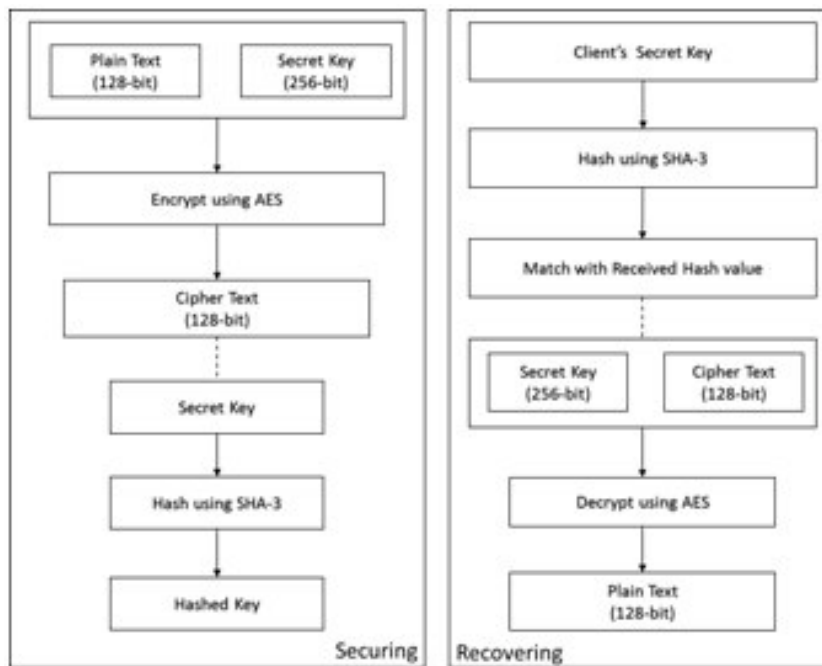 Plain Text
(128-bit)
Secret Key
(256-bit)
Encrypt using AES
Cipher Text
(128-bit)
Secret Key
Hash using SHA-3
Hashed Key
Securing
Client's Secret Key
Hash using SHA-3
Match with Received Hash value
Secret Key
(256-bit)
Cipher Text
(128-bit)
Decrypt using AES
Plain Text
(128-bit)
Recovering